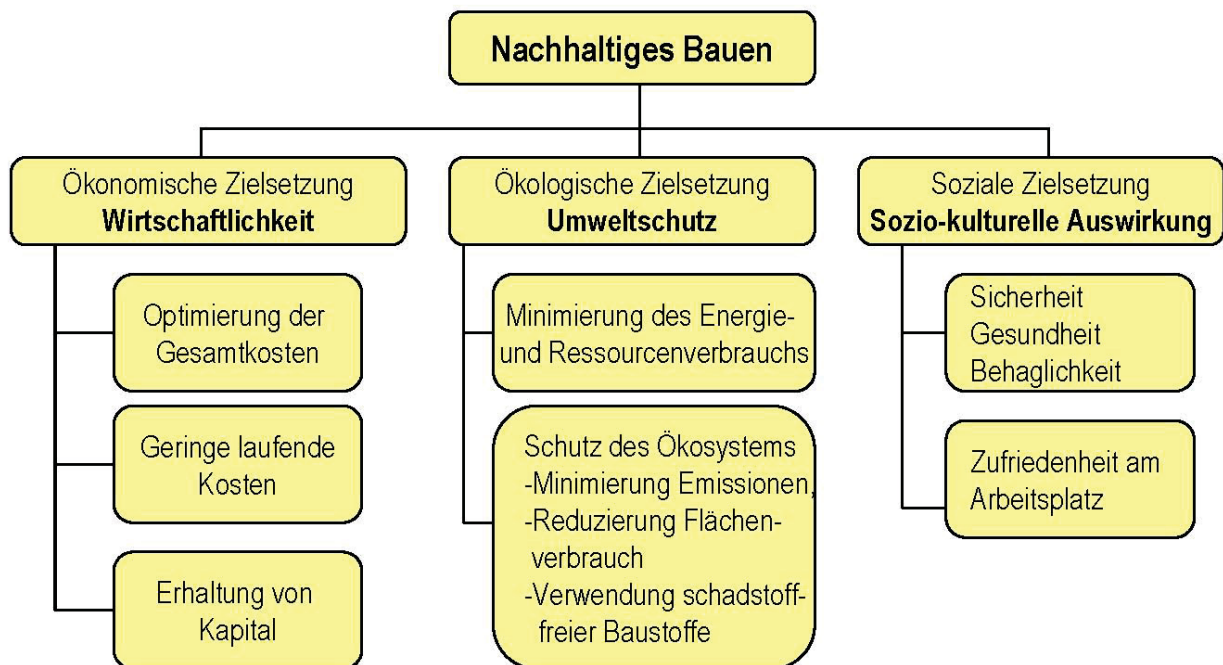 Nachhaltiges Bauen
Ökonomische Zielsetzung
Wirtschaftlichkeit
Optimierung der
Gesamtkosten
Geringe laufende
Kosten
Erhaltung von
Kapital
Ökologische Zielsetzung
Umweltschutz
Minimierung des Energie-
und Ressourcenverbrauchs
Schutz des Ökosystems
-Minimierung Emissionen,
-Reduzierung Flächen-
verbrauch
-Verwendung schadstoff-
freier Baustoffe
Soziale Zielsetzung
Sozio-kulturelle Auswirkung
Sicherheit
Gesundheit
Behaglichkeit
Zufriedenheit am
Arbeitsplatz